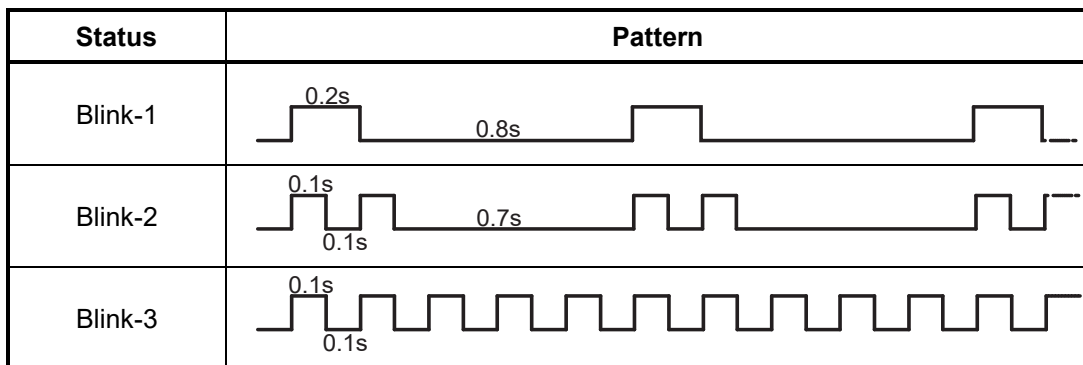 Status Pattern
Blink-1
0.2s
0.8s
Blink-2
0.1s
0.7s
0.1s
Blink-3
0.1s
0.1s